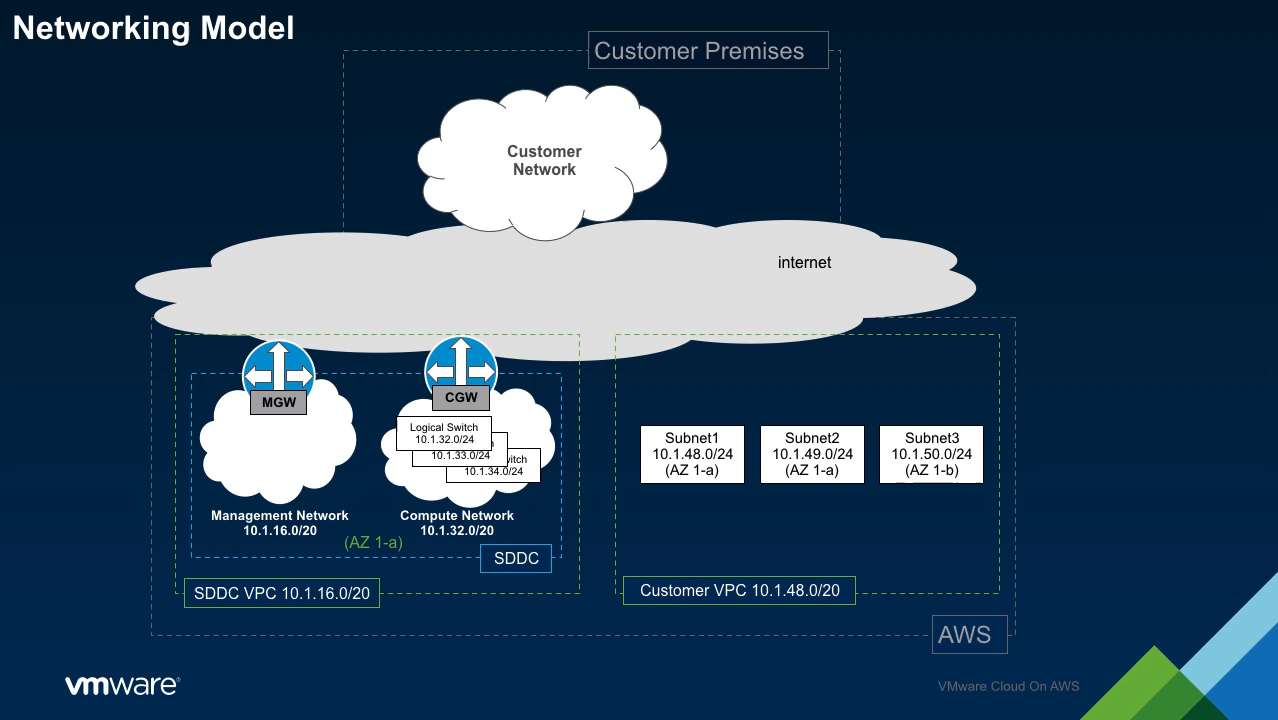 Networking Model
Customer Premises
Customer
Network
internet
MGW
CGW
Logical Switch
10.1.32.0/24
10.1.33.0/24
10.1.34.0/24
Management Network
10.1.16.0/20
Compute Network
10.1.32.0/20
(AZ 1-a)
SDDC
SDDC VPC 10.1.16.0/20
Subnet1
10.1.48.0/24
(AZ 1-a)
Subnet2
10.1.49.0/24
(AZ 1-a)
Subnet3
10.1.50.0/24
(AZ 1-b)
Customer VPC 10.1.48.0/20
AWS
vmware®
VMware Cloud On AWS